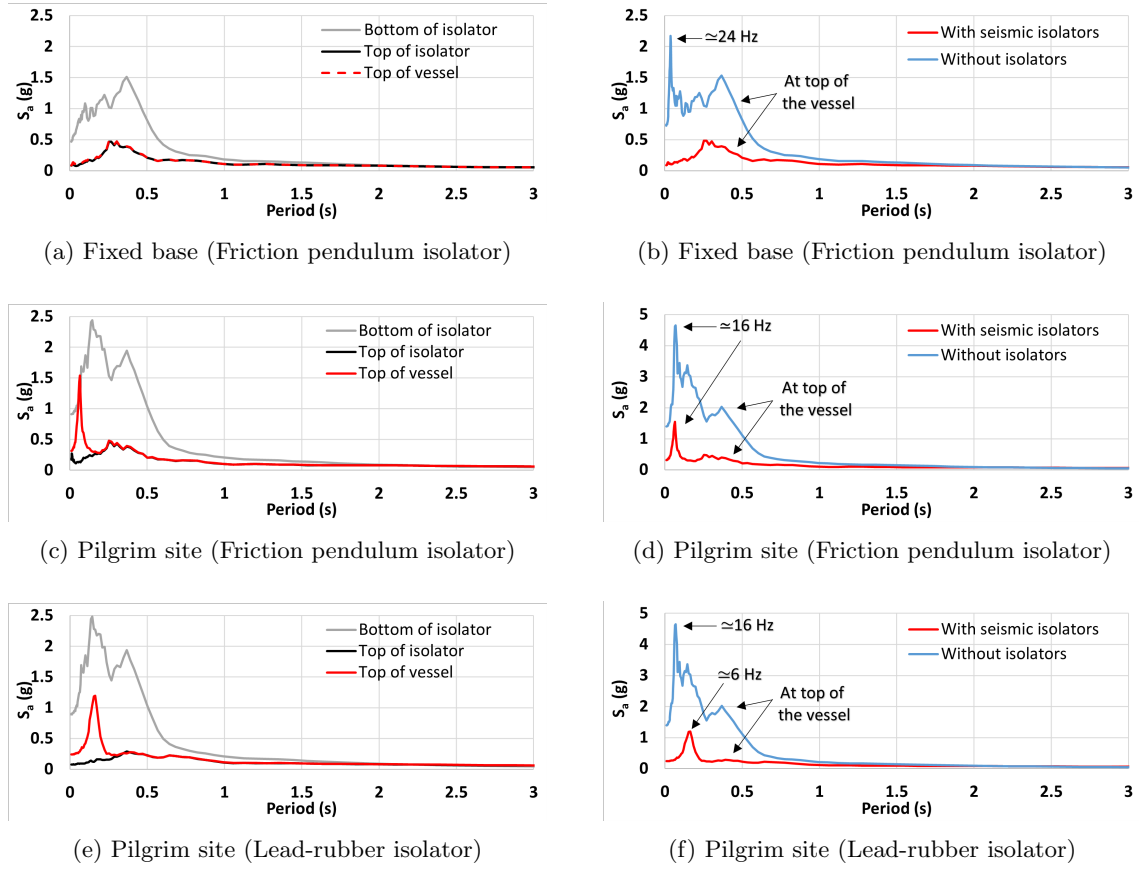 2.5
2
1.5
1
0.5
0
Sa (g)
Bottom of isolator
Top of isolator
Top of vessel
0 0.5 1 1.5 2 2.5 3
Period (s)
(a) Fixed base (Friction pendulum isolator)
2.5
2
1.5
1
0.5
0
Sa (g)
≃24 Hz
With seismic isolators
Without isolators
At top of
the vessel
0 0.5 1 1.5 2 2.5 3
Period (s)
(b) Fixed base (Friction pendulum isolator)
2.5
2
1.5
1
0.5
0
Sa (g)
Bottom of isolator
Top of isolator
Top of vessel
0 0.5 1 1.5 2 2.5 3
Period (s)
(c) Pilgrim site (Friction pendulum isolator)
5
4
3
2
1
0
Sa (g)
≃16 Hz
With seismic isolators
Without isolators
At top of
the vessel
0 0.5 1 1.5 2 2.5 3
Period (s)
(d) Pilgrim site (Friction pendulum isolator)
2.5
2
1.5
1
0.5
0
Sa (g)
Bottom of isolator
Top of isolator
Top of vessel
0 0.5 1 1.5 2 2.5 3
Period (s)
(e) Pilgrim site (Lead-rubber isolator)
5
4
3
2
1
0
Sa (g)
≃16 Hz
≃6 Hz
With seismic isolators
Without isolators
At top of
the vessel
0 0.5 1 1.5 2 2.5 3
Period (s)
(f) Pilgrim site (Lead-rubber isolator)